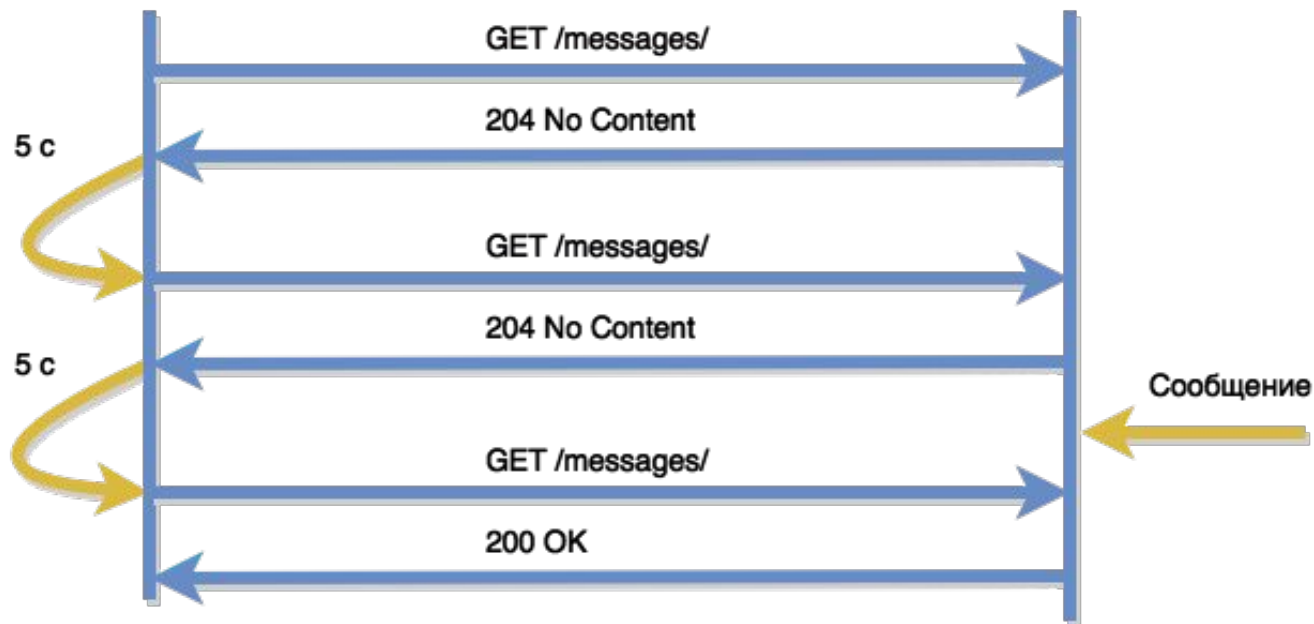 GET /messages/
204 No Content
5 с
GET /messages/
204 No Content
5 с
Сообщение
GET /messages/
200 OK